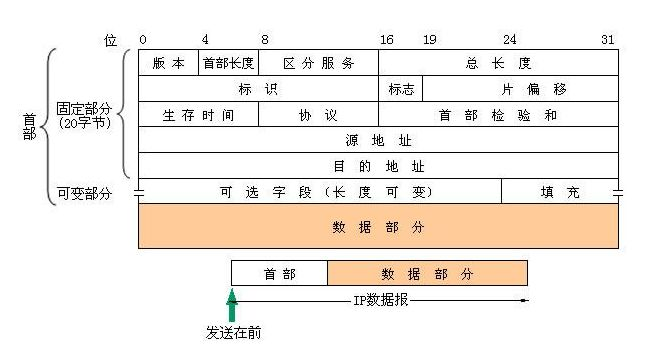 位 0 4 8 16 19 24 31
版本 首部长度 区分服务 总长度
标识 标志 片偏移
生存时间 协议 首部检验和
源地址
目的地址
可变部分 可选字段(长度可变) 填充
首部
固定部分
(20字节)
数据部分
首部 数据部分
IP数据报
发送在前